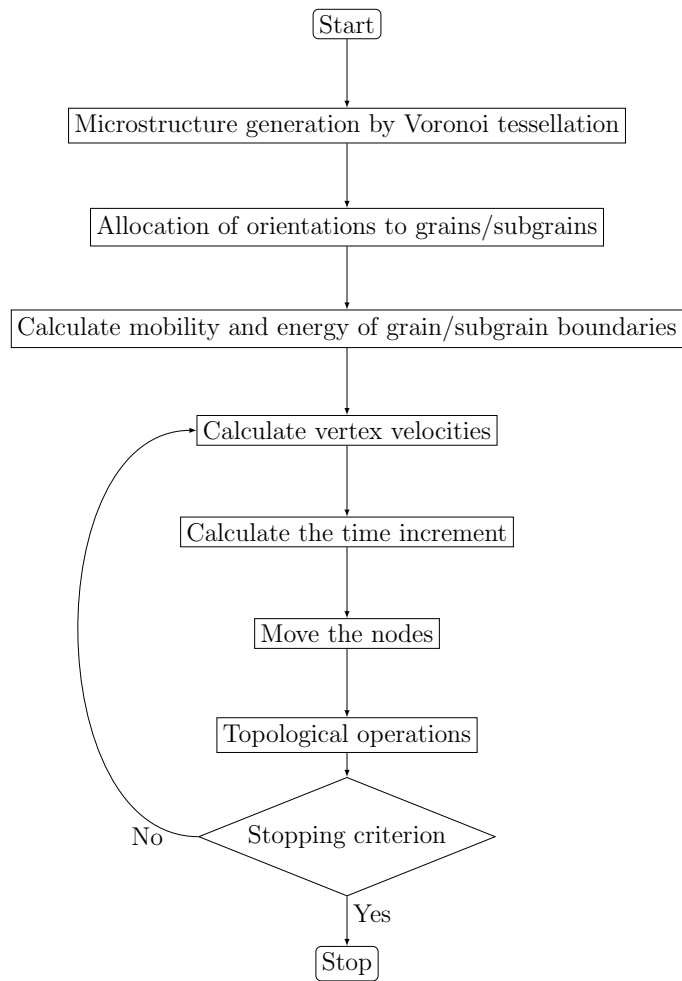 Start
Microstructure generation by Voronoi tessellation
Allocation of orientations to grains/subgrains
Calculate mobility and energy of grain/subgrain boundaries
Calculate vertex velocities
Calculate the time increment
Move the nodes
Topological operations
Stopping criterion
No
Yes
Stop